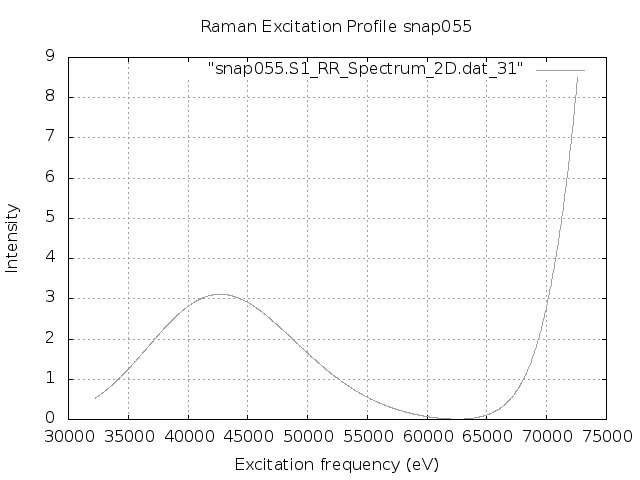 Raman Excitation Profile snap055
"snap055.S1_RR_Spectrum_2D.dat_31"
9
8
7
6
5
4
3
2
1
0
Intensity
30000 35000 40000 45000 50000 55000 60000 65000 70000 75000
Excitation frequency (eV)